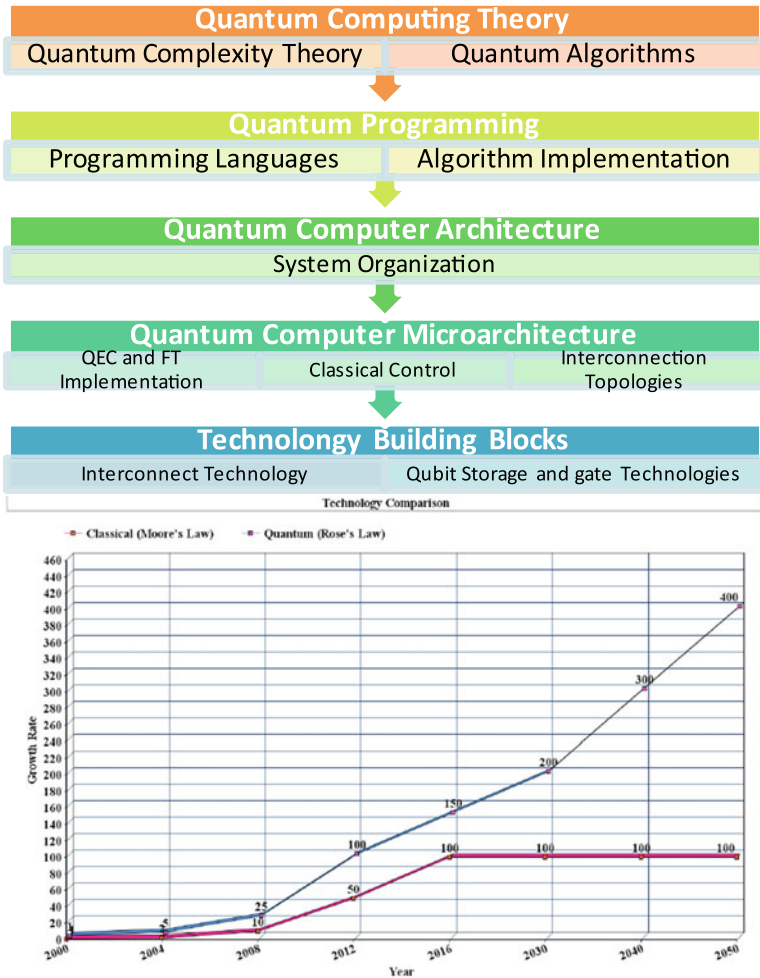 Quantum Computing Theory
Quantum Complexity Theory
Quantum Algorithms
Quantum Programming
Programming Languages
Algorithm Implementation
Quantum Computer Architecture
System Organization
Quantum Computer Microarchitecture
QEC and FT
Implementation
Classical Control
Interconnection
Topologies
Technolongy Building Blocks
Interconnect Technology
Qubit Storage and gate Technologies
Technology Comparison
Classical (Moore's Law)
Quantum (Rose's Law)
460
440
420
400
380
360
340
320
300
280
260
240
220
200
180
160
140
120
100
80
60
40
20
0
Growth Rate
5
25
100
150
200
300
400
10
50
100
100
100
100
2000
2004
2008
2012
2016
2030
2040
2050
Year